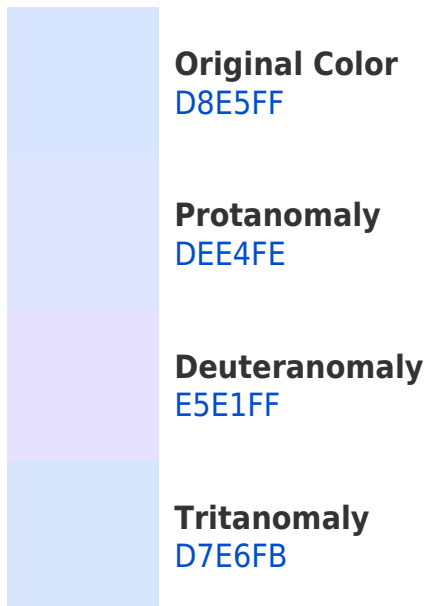 Original Color
D8E5FF
Protanomaly
DEE4FE
Deuteranomaly
E5E1FF
Tritanomaly
D7E6FB